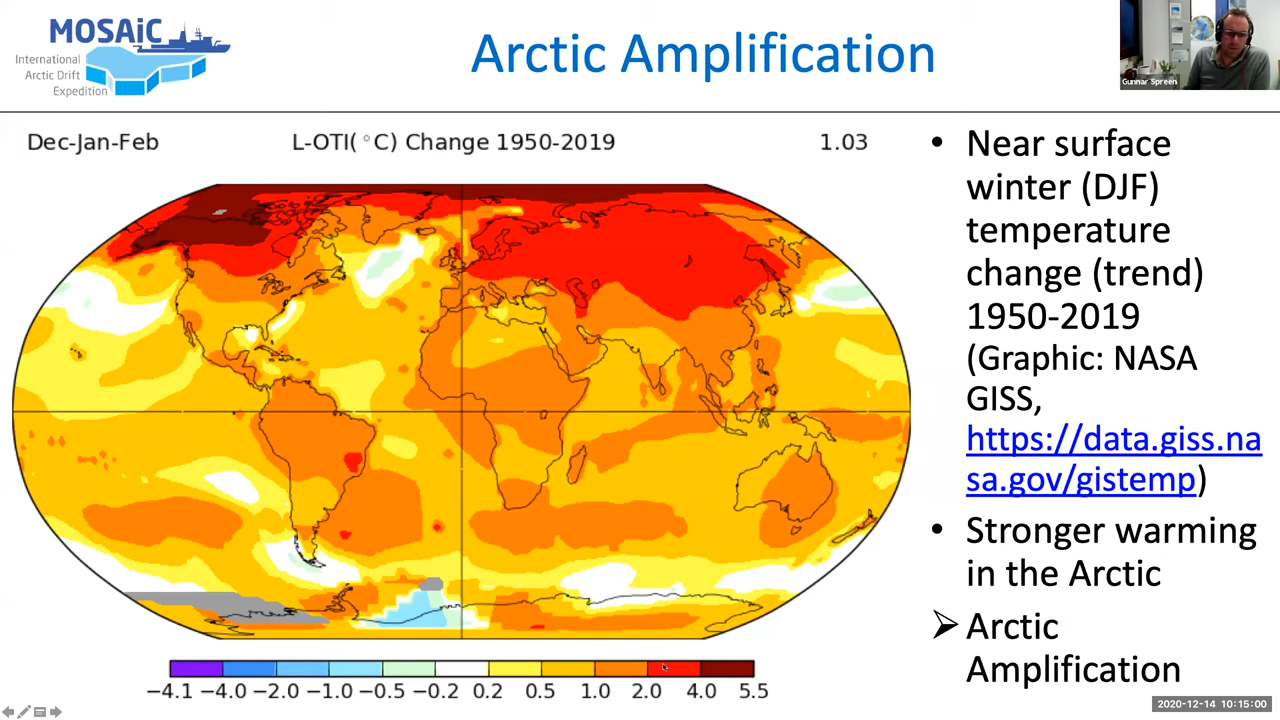 MOSAiC
International
Arctic Drift
Expedition
Arctic Amplification
Gunnar Spreen
Dec-Jan-Feb
L-OTI(°C) Change 1950-2019
1.03
−4.1 −4.0 −2.0 −1.0 −0.5 −0.2 0.2 0.5 1.0 2.0 4.0 5.5
• Near surface
winter (DJF)
temperature
change (trend)
1950-2019
(Graphic: NASA
GISS,
https://data.giss.na
sa.gov/gistemp)
• Stronger warming
in the Arctic
➢ Arctic
Amplification
2020-12-14 10:15:00